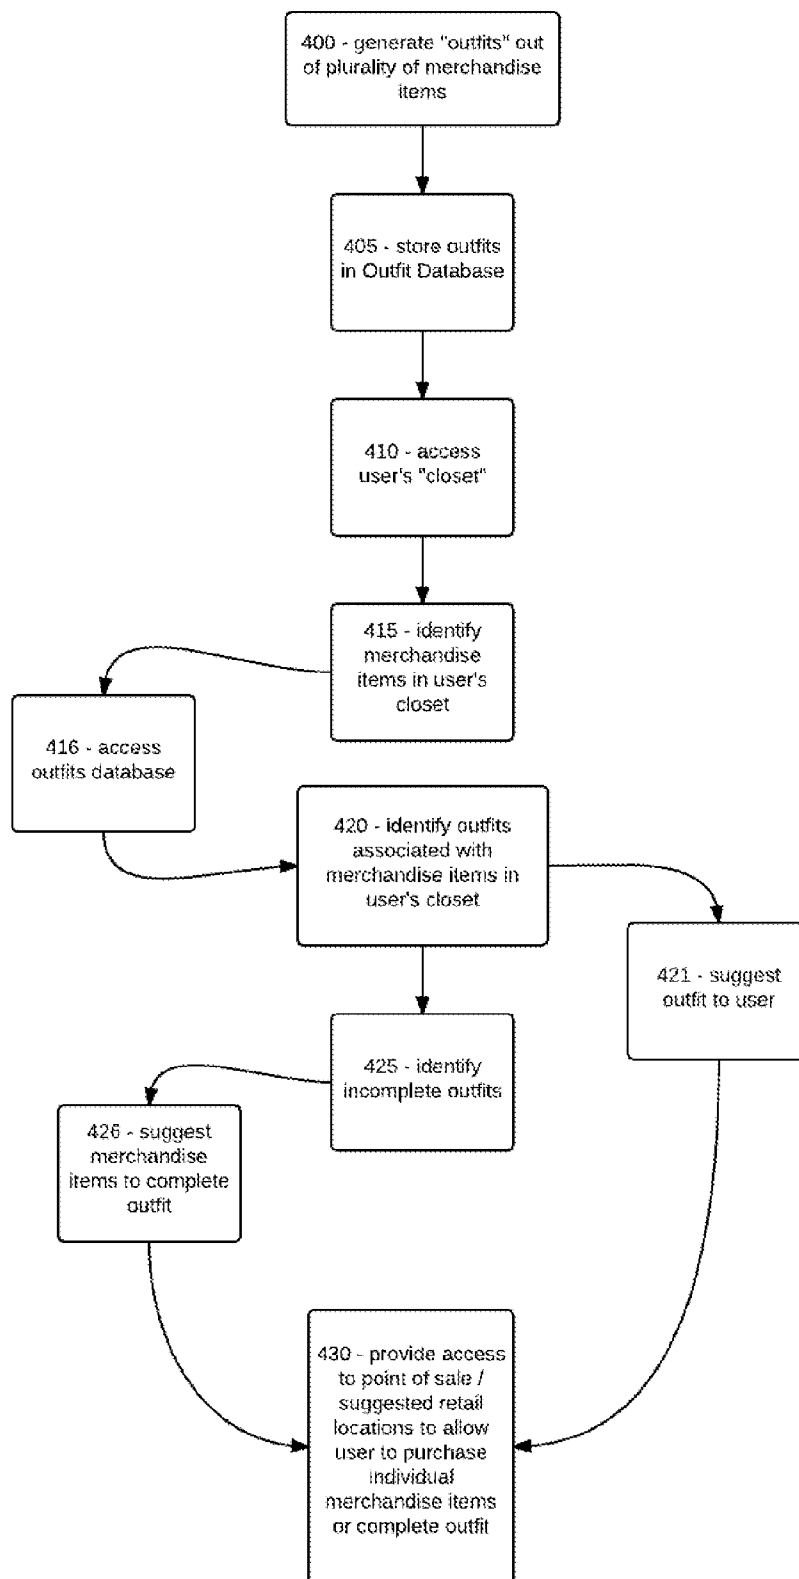 400 - generate "outfits" out
of plurality of merchandise
items
405 - store outfits
in Outfit Database
410 - access
user's "closet"
415 - identify
merchandise
items in user's
closet
416 - access
outfits database
420 - identify outfits
associated with
merchandise items in
user's closet
421 - suggest
outfit to user
425 - identify
incomplete outfits
426 - suggest
merchandise
items to complete
outfit
430 - provide access
to point of sale /
suggested retail
locations to allow
user to purchase
individual
merchandise items
or complete outfit